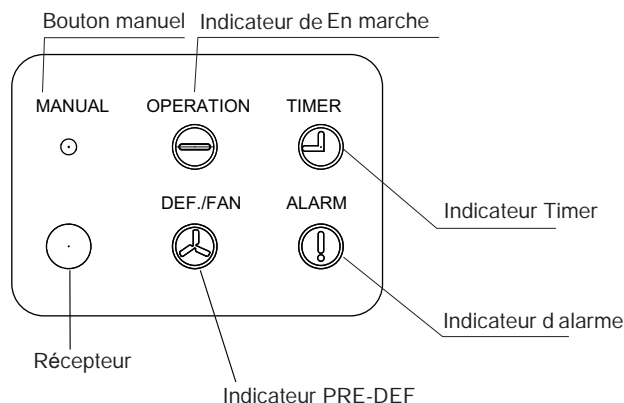 Bouton manuel
Indicateur de En marche
MANUAL
OPERATION
TIMER
DEF./FAN
ALARM
Indicateur Timer
Indicateur d alarme
Récepteur
Indicateur PRE-DEF